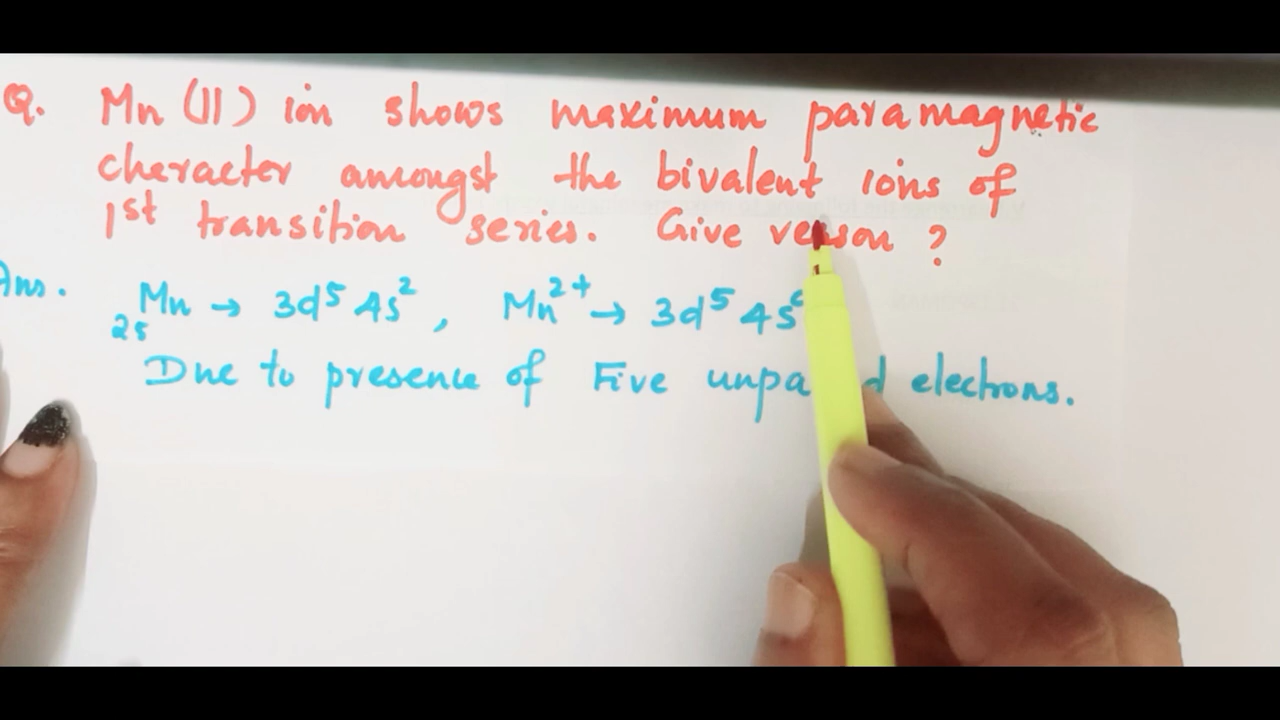 Q. Mn (II) ion shows maximum paramagnetic
character amongst the bivalent ions of
1st transition series. Give reason ?
Ans. 25Mn → 3d⁵ 4s², Mn²⁺ → 3d⁵ 4s
Due to presence of Five electrons.